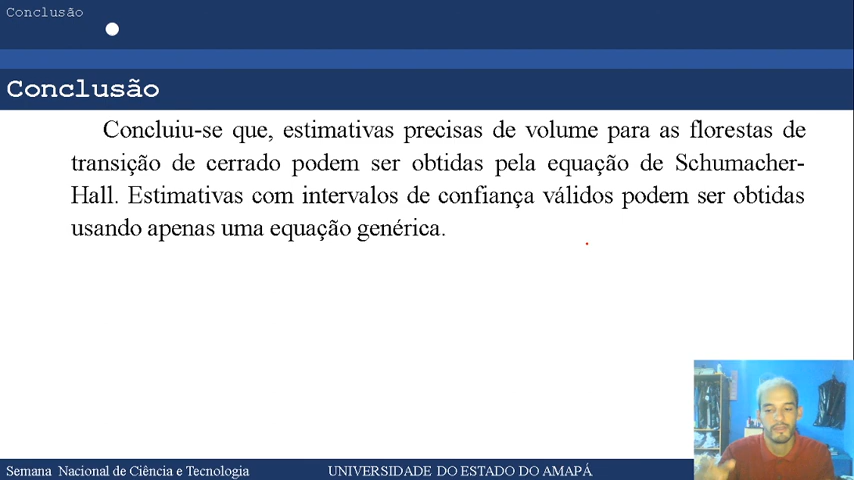 Conclusão
Conclusão
Concluiu-se que, estimativas precisas de volume para as florestas de
transição de cerrado podem ser obtidas pela equação de Schumacher-
Hall. Estimativas com intervalos de confiança válidos podem ser obtidas
usando apenas uma equação genérica.
Semana Nacional de Ciência e Tecnologia
UNIVERSIDADE DO ESTADO DO AMAPÁ